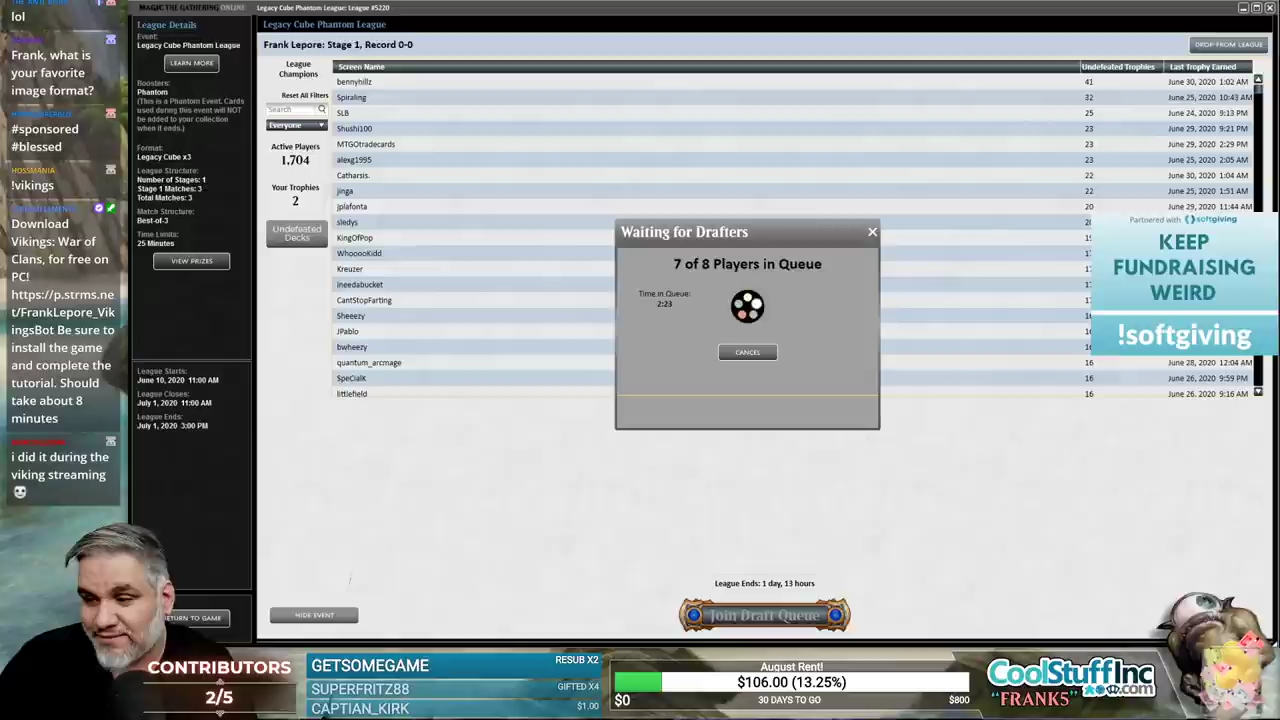 lol
Frank, what is
your favorite
image format?
#sponsored
#blessed
HOSSMANIA
!vikings
Download
Vikings: War of
Clans, for free on
PC!
https://p.strms.ne
t/FrankLepore_Vik
ingsBot Be sure to
install the game
and complete the
tutorial. Should
take about 8
minutes
i did it during the
viking streaming
MAGIC THE GATHERING ONLINE
Legacy Cube Phantom League: League #5220
League Details
Event:
Legacy Cube Phantom League
LEARN MORE
Boosters:
Phantom
(This is a Phantom Event. Cards
used during this event will NOT
be added to your collection
when it ends.)
Format:
Legacy Cube x3
League Structure:
Number of Stages: 1
Stage 1 Matches: 3
Total Matches: 3
Match Structure:
Best-of-3
Time Limits:
25 Minutes
VIEW PRIZES
League Starts:
June 10, 2020 11:00 AM
League Closes:
July 1, 2020 11:00 AM
League Ends:
July 1, 2020 3:00 PM
RETURN TO GAME
Legacy Cube Phantom League
Frank Lepore: Stage 1, Record 0-0
DROP FROM LEAGUE
League
Champions
Reset All Filters
Search
Everyone
Active Players
1,704
Your Trophies
2
Undefeated
Decks
Screen Name Undefeated Trophies Last Trophy Earned
bennyhillz 41 June 30, 2020 1:02 AM
Spiraling 32 June 25, 2020 10:43 AM
SLB 25 June 24, 2020 9:13 PM
Shushi100 23 June 29, 2020 9:21 PM
MTGOtradecards 23 June 29, 2020 2:29 PM
alexg1995 23 June 25, 2020 2:05 AM
Catharsis. 22 June 30, 2020 1:04 AM
jinga 22 June 25, 2020 1:51 AM
jplafonta 20 June 29, 2020 11:44 AM
sledys
KingOfPop
WhooooKidd
Kreuzer
ineedabucket
CantStopFarting
Sheeezy
JPablo
bwheezy
quantum_arcmage 16 June 28, 2020 12:04 AM
SpeCialK 16 June 26, 2020 9:59 PM
littlefield 16 June 26, 2020 9:16 AM
Waiting for Drafters
7 of 8 Players in Queue
Time in Queue:
2:23
CANCEL
Partnered with softgiving
KEEP
FUNDRAISING
WEIRD
!softgiving
League Ends: 1 day, 13 hours
HIDE EVENT
Join Draft Queue
CONTRIBUTORS
2/5
GETSOMEGAME RESUB X2
SUPERFRITZ88 GIFTED X4
CAPTIAN_KIRK $1.00
August Rent!
$106.00 (13.25%)
$0 30 DAYS TO GO $800
CoolStuffInc
.com
"FRANK5"